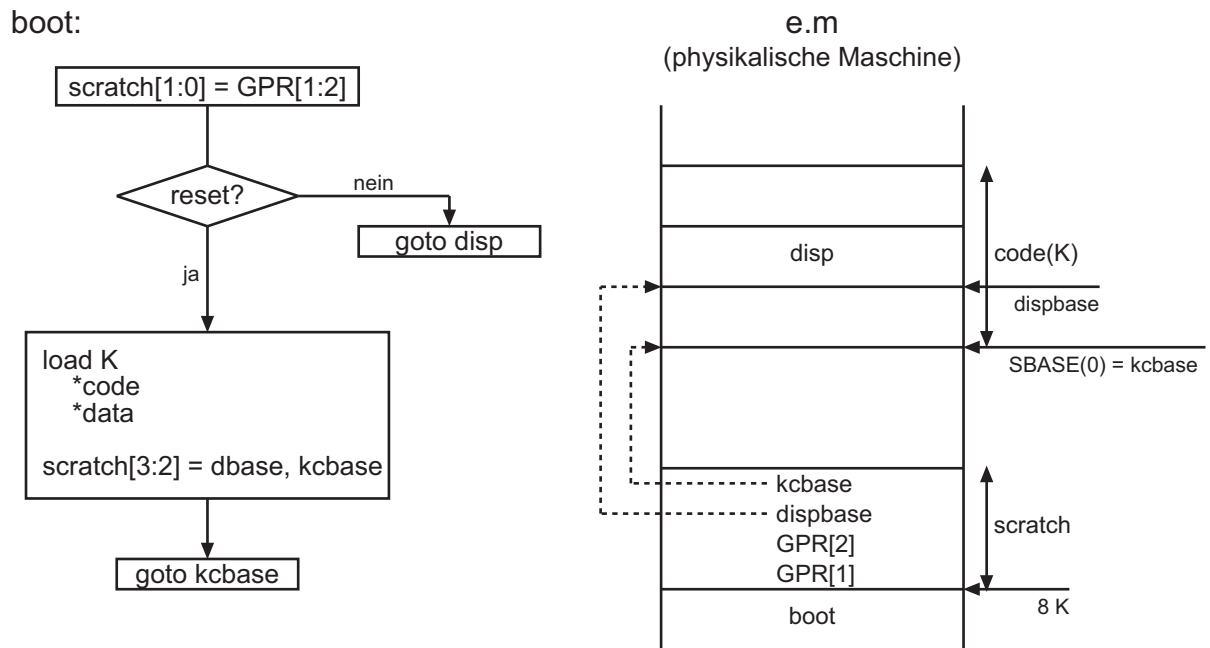 boot:
scratch[1:0] = GPR[1:2]
reset?
nein
goto disp
ja
load K
*code
*data
scratch[3:2] = dbase, kcbase
goto kcbase
e.m
(physikalische Maschine)
disp
code(K)
dispbase
SBASE(0) = kcbase
kcbase
dispbase
GPR[2]
GPR[1]
scratch
8 K
boot